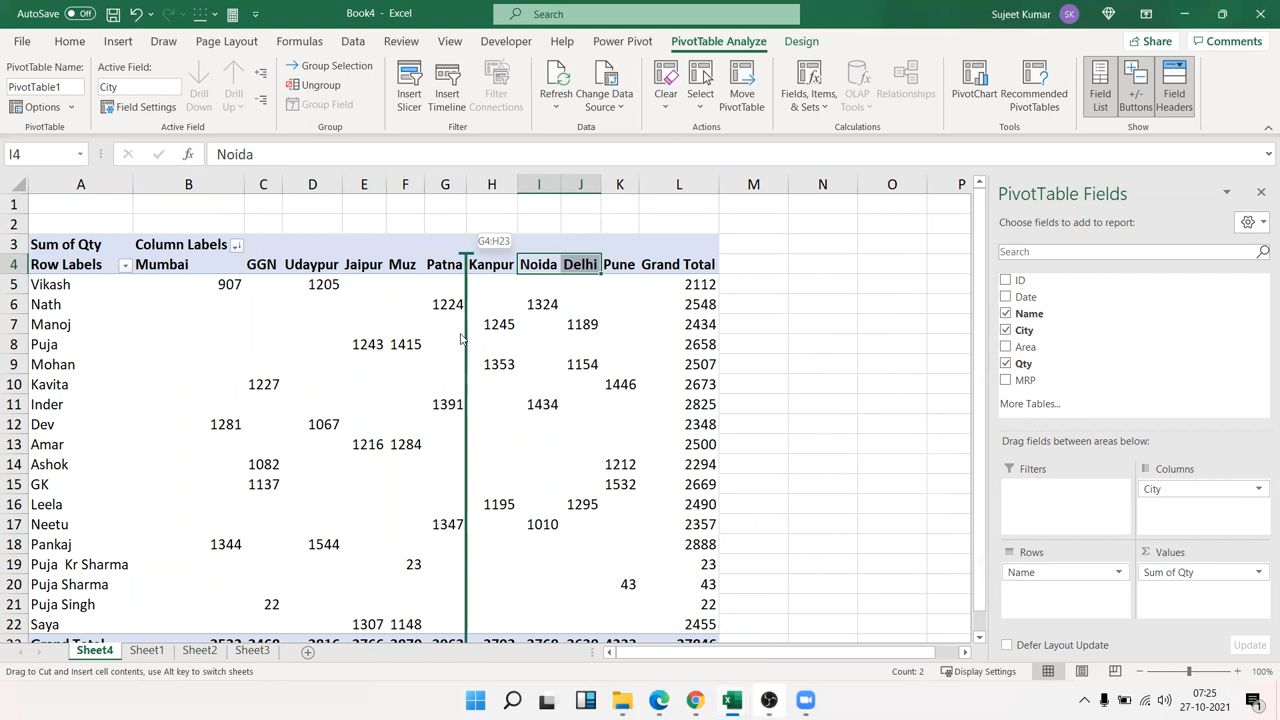 AutoSave Off Book4 - Excel Search Sujeet Kumar SK
File Home Insert Draw Page Layout Formulas Data Review View Developer Help Power Pivot PivotTable Analyze Design Share Comments
PivotTable Name: Active Field: Group Selection
PivotTable1 City Ungroup
Options Field Settings Group Field
Drill Down Drill Up
Insert Slicer Insert Timeline Filter Connections
Refresh Change Data Source
Clear Select Move PivotTable
Fields, Items, & Sets OLAP Tools Relationships
PivotChart Recommended PivotTables
Field List +/- Buttons Field Headers
PivotTable Active Field Group Filter Data Actions Calculations Tools Show
I4 fx Noida
A B C D E F G H I J K L M N O P
1
2
3 Sum of Qty Column Labels G4:H23
4 Row Labels Mumbai GGN Udaypur Jaipur Muz Patna Kanpur Noida Delhi Pune Grand Total
5 Vikash 907 1205 2112
6 Nath 1224 1324 2548
7 Manoj 1245 1189 2434
8 Puja 1243 1415 2658
9 Mohan 1353 1154 2507
10 Kavita 1227 1446 2673
11 Inder 1391 1434 2825
12 Dev 1281 1067 2348
13 Amar 1216 1284 2500
14 Ashok 1082 1212 2294
15 GK 1137 1532 2669
16 Leela 1195 1295 2490
17 Neetu 1347 1010 2357
18 Pankaj 1344 1544 2888
19 Puja Kr Sharma 23 23
20 Puja Sharma 43 43
21 Puja Singh 22 22
22 Saya 1307 1148 2455
Grand Total
PivotTable Fields
Choose fields to add to report:
Search
ID
Date
Name
City
Area
Qty
MRP
More Tables...
Drag fields between areas below:
Filters Columns
City
Rows Σ Values
Name Sum of Qty
Defer Layout Update Update
Sheet4 Sheet1 Sheet2 Sheet3
Drag to Cut and Insert cell contents, use Alt key to switch sheets Count: 2 Display Settings 100%
07:25
27-10-2021
1